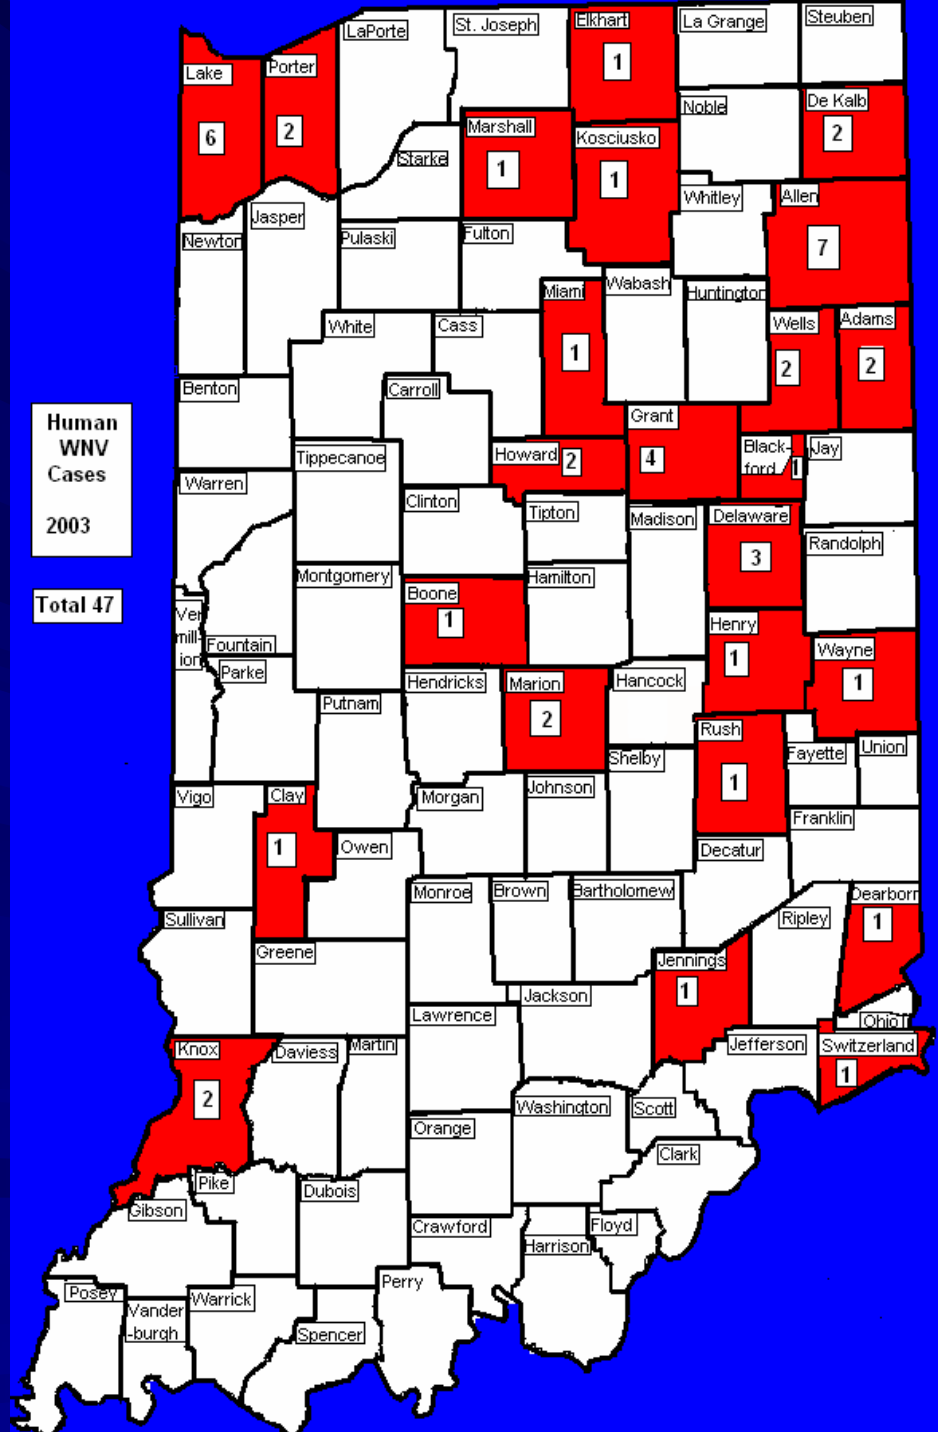 St. Joseph
Elkhart
La Grange
Steuben
LaPorte
Lake
Porter
1
6
2
Noble
De Kalb
Marshall
Kosciusko
2
Starke
1
1
Whitley
Allen
Jasper
Newton
Pulaski
Fulton
7
Miami
Wabash
Huntington
White
Cass
Wells
Adams
1
2
2
Benton
Carroll
Human
WNV
Cases
2003
Grant
Tippecanoe
Howard
2
4
Black-
ford
1
Jay
Warren
Clinton
Tipton
Madison
Delaware
Randolph
3
Total 47
Montgomery
Boone
Hamilton
1
Ver
mill-
ion
Fountain
Henry
1
Wayne
1
Parke
Hendricks
Marion
Hancock
2
Putnam
Rush
Fayette
Union
Shelby
1
Vigo
Clay
Morgan
Johnson
Franklin
1
Owen
Decatur
Monroe
Brown
Bartholomew
Dearborn
1
Sullivan
Ripley
Greene
Jennings
1
Jackson
Lawrence
Ohio
Knox
Daviess
Martin
Jefferson
Switzerland
1
2
Washington
Scott
Orange
Clark
Pike
Dubois
Gibson
Crawford
Floyd
Harrison
Posey
Vander
-burgh
Warrick
Perry
Spencer